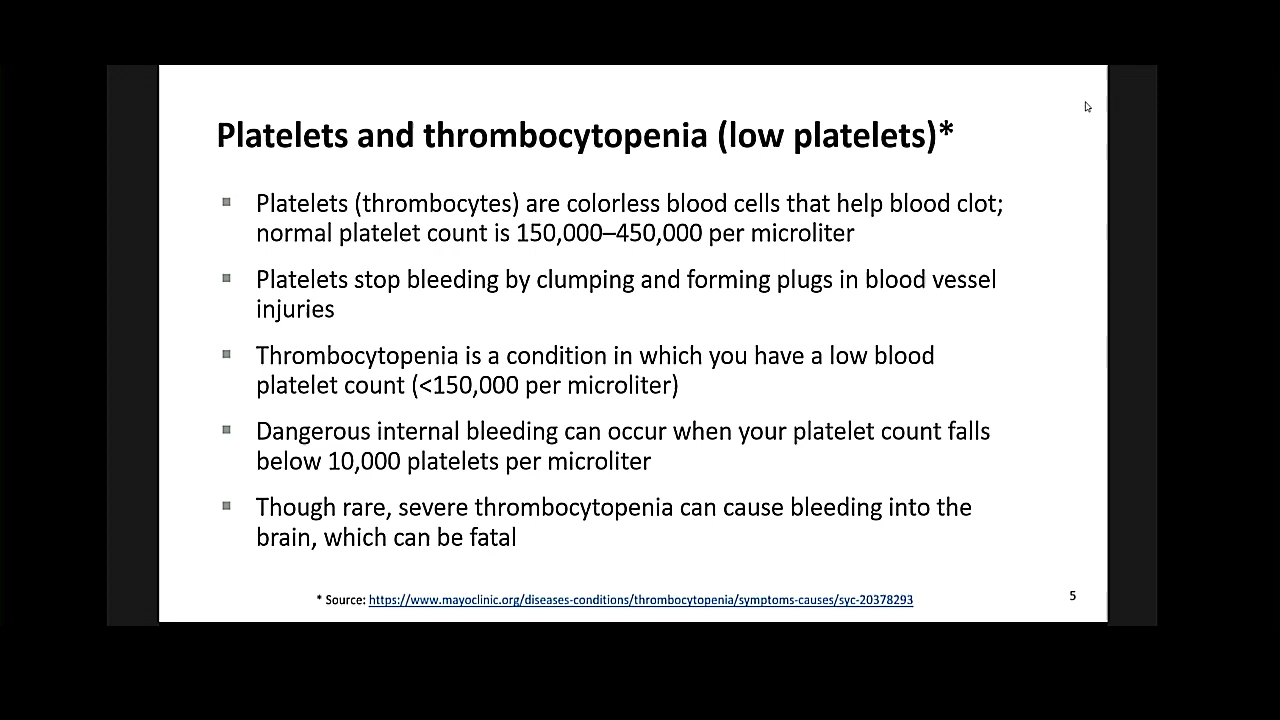 Platelets and thrombocytopenia (low platelets)*
▪ Platelets (thrombocytes) are colorless blood cells that help blood clot;
normal platelet count is 150,000–450,000 per microliter
▪ Platelets stop bleeding by clumping and forming plugs in blood vessel
injuries
▪ Thrombocytopenia is a condition in which you have a low blood
platelet count (<150,000 per microliter)
▪ Dangerous internal bleeding can occur when your platelet count falls
below 10,000 platelets per microliter
▪ Though rare, severe thrombocytopenia can cause bleeding into the
brain, which can be fatal
* Source: https://www.mayoclinic.org/diseases-conditions/thrombocytopenia/symptoms-causes/syc-20378293
5